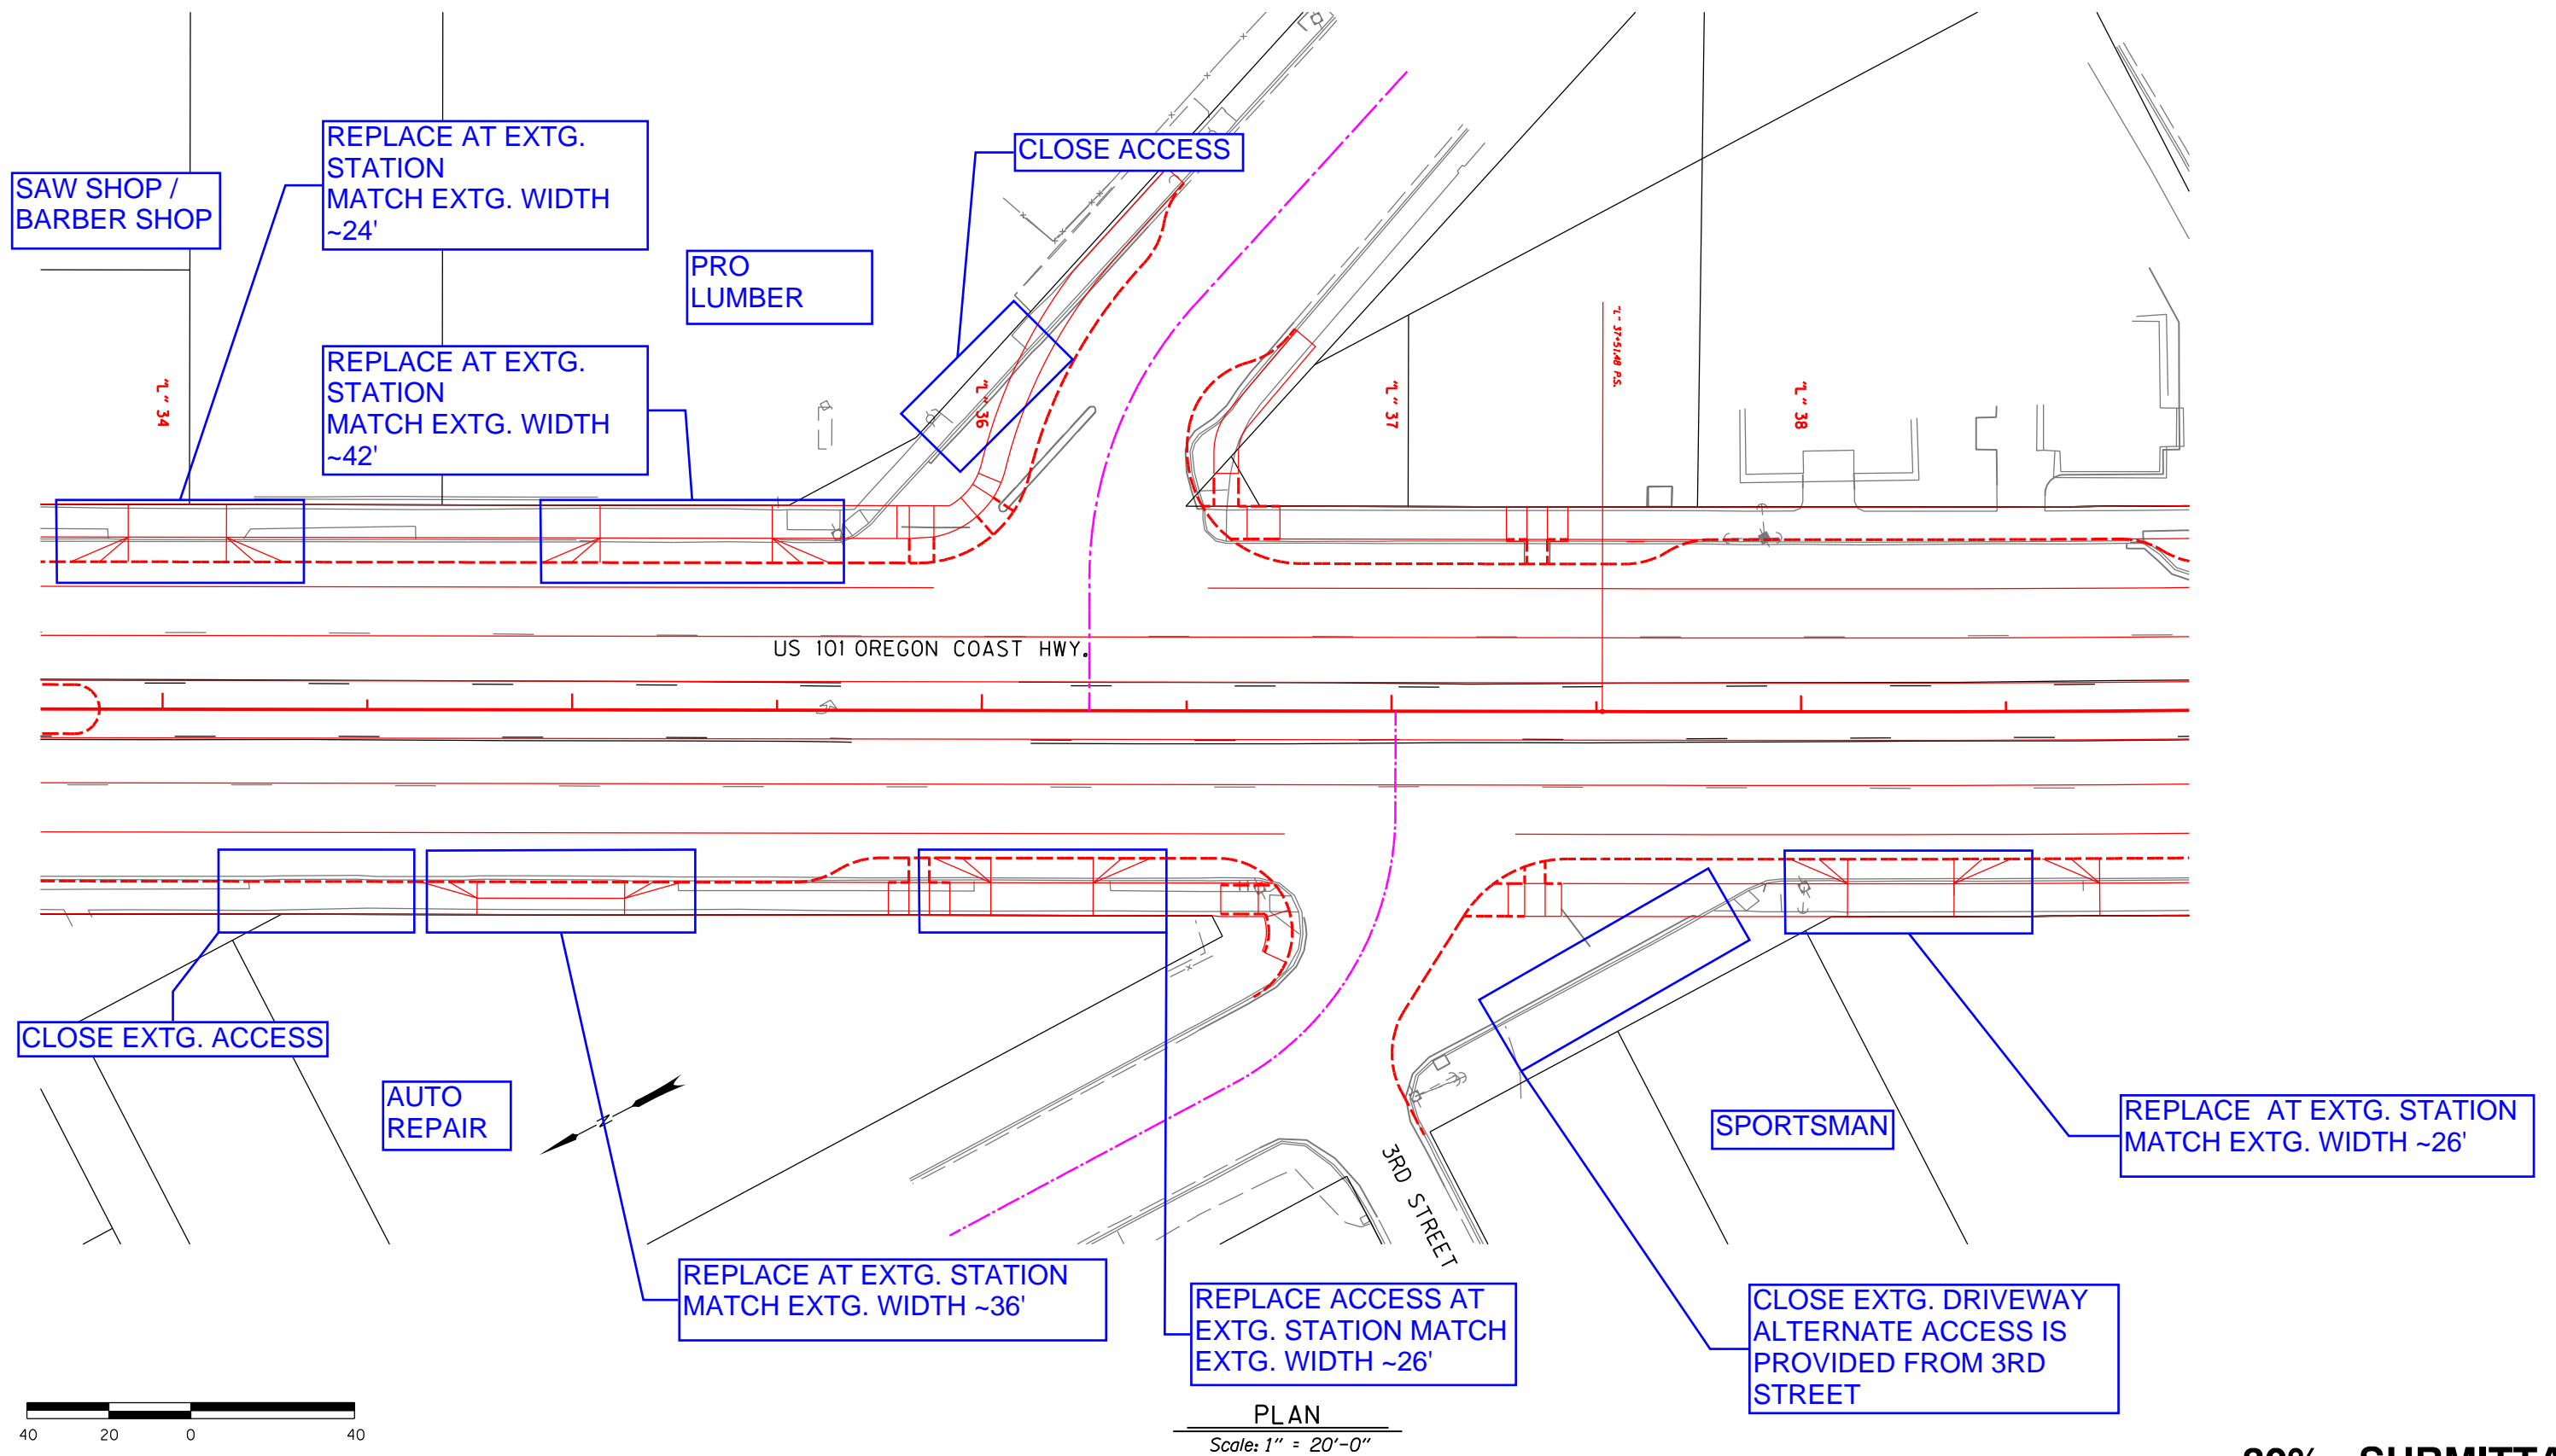 REPLACE AT EXTG.
STATION
MATCH EXTG. WIDTH
~24'
CLOSE ACCESS
SAW SHOP /
BARBER SHOP
PRO
LUMBER
REPLACE AT EXTG.
STATION
MATCH EXTG. WIDTH
~42'
"L" 34
"L" 36
"L" 37
"L" 37+51.48 P.S.
"L" 38
US 101 OREGON COAST HWY.
CLOSE EXTG. ACCESS
AUTO
REPAIR
N
SPORTSMAN
REPLACE AT EXTG. STATION
MATCH EXTG. WIDTH ~26'
3RD STREET
REPLACE AT EXTG. STATION
MATCH EXTG. WIDTH ~36'
REPLACE ACCESS AT
EXTG. STATION MATCH
EXTG. WIDTH ~26'
CLOSE EXTG. DRIVEWAY
ALTERNATE ACCESS IS
PROVIDED FROM 3RD
STREET
40 20 0 40
PLAN
Scale: 1" = 20'-0"